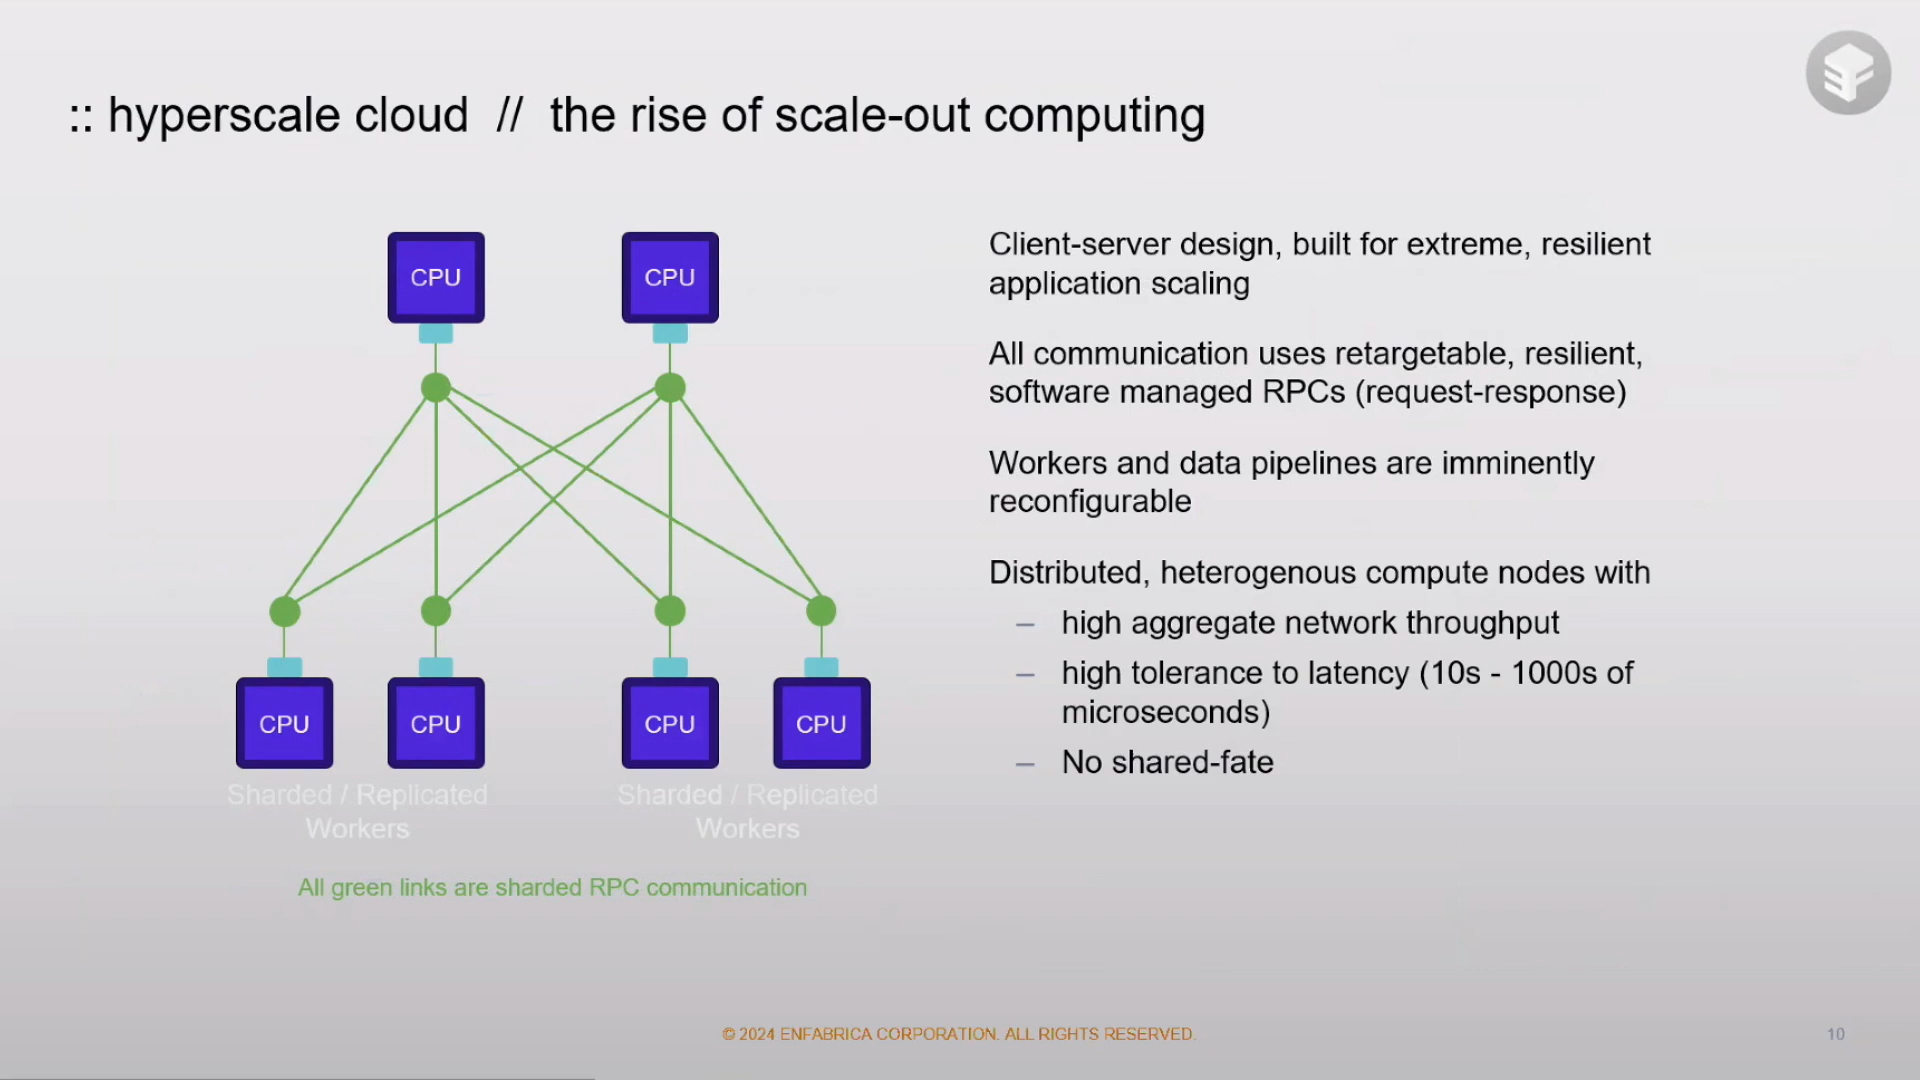 :: hyperscale cloud // the rise of scale-out computing
CPU
CPU
CPU
CPU
CPU
CPU
Sharded / Replicated
Workers
Sharded / Replicated
Workers
All green links are sharded RPC communication
Client-server design, built for extreme, resilient
application scaling
All communication uses retargetable, resilient,
software managed RPCs (request-response)
Workers and data pipelines are imminently
reconfigurable
Distributed, heterogenous compute nodes with
– high aggregate network throughput
– high tolerance to latency (10s - 1000s of
microseconds)
– No shared-fate
© 2024 ENFABRICA CORPORATION. ALL RIGHTS RESERVED.
10